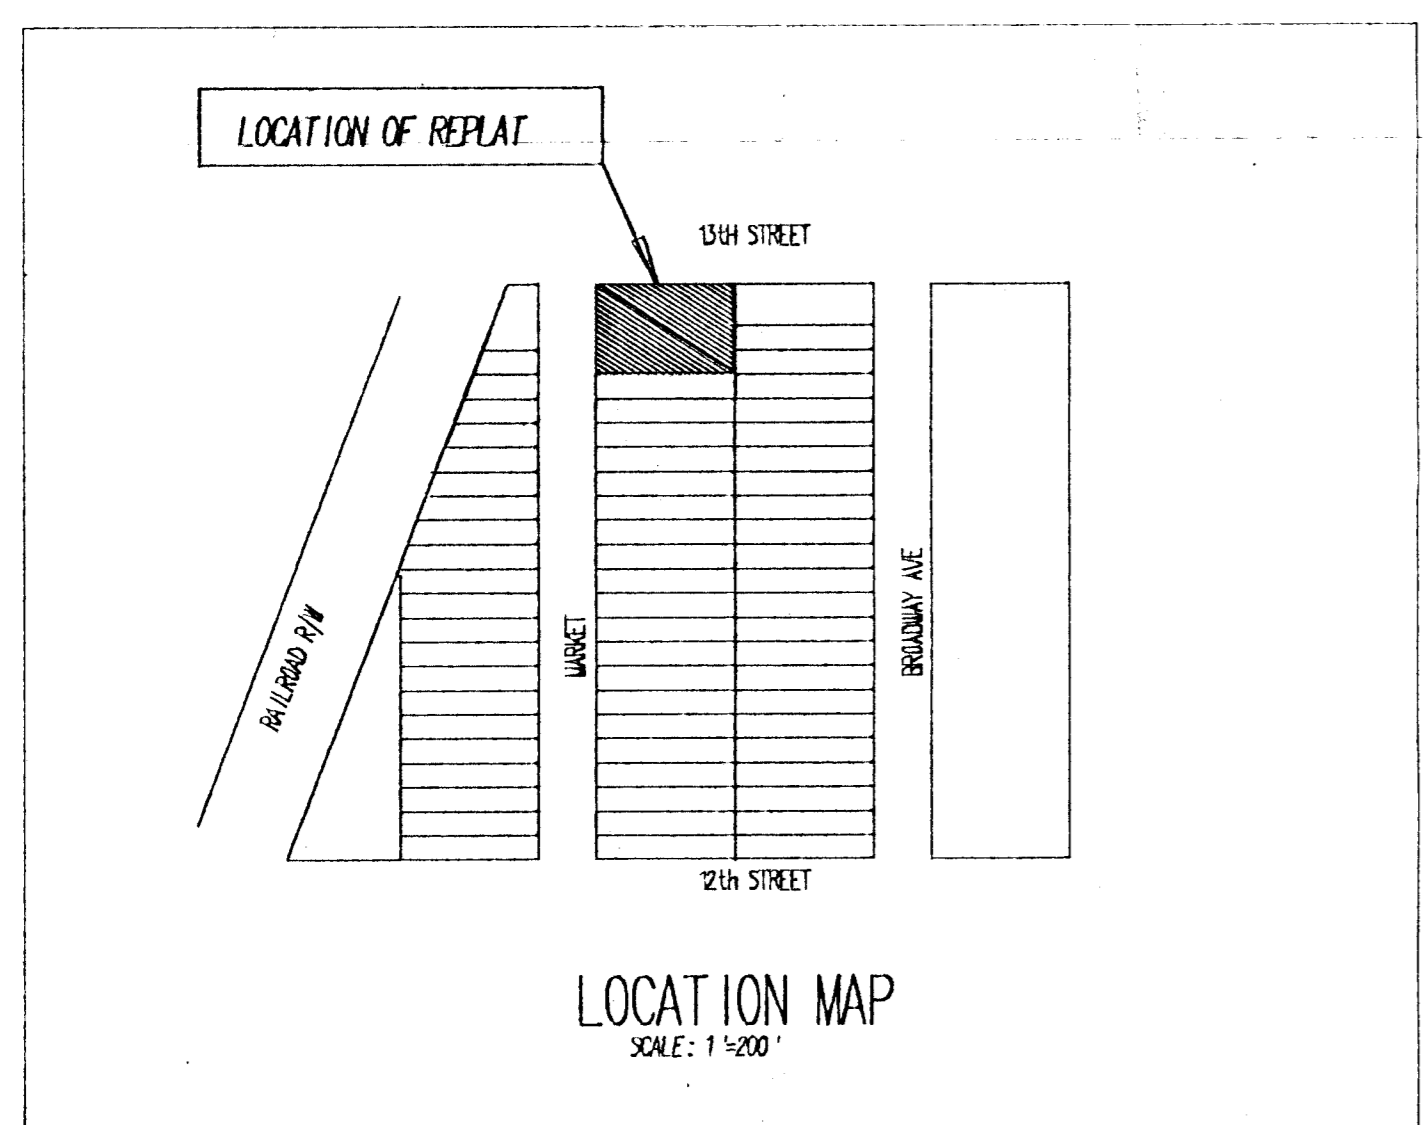 LOCATION OF REPLAT
13tH STREET
RAILROAD R/W
MARKET
BROADWAY AVE
12th STREET
LOCATION MAP
SCALE: 1'=200'